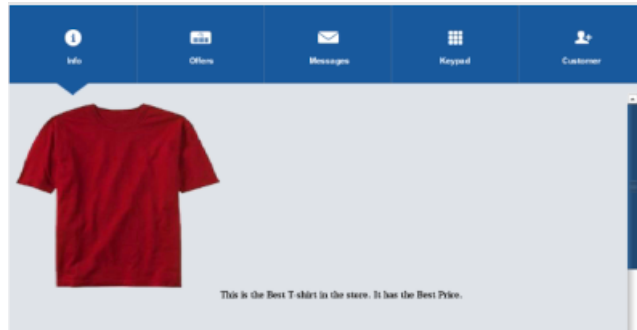 Info
Offers
Messages
Keypad
Customer
This is the Best T-shirt in the store. It has the Best Price.